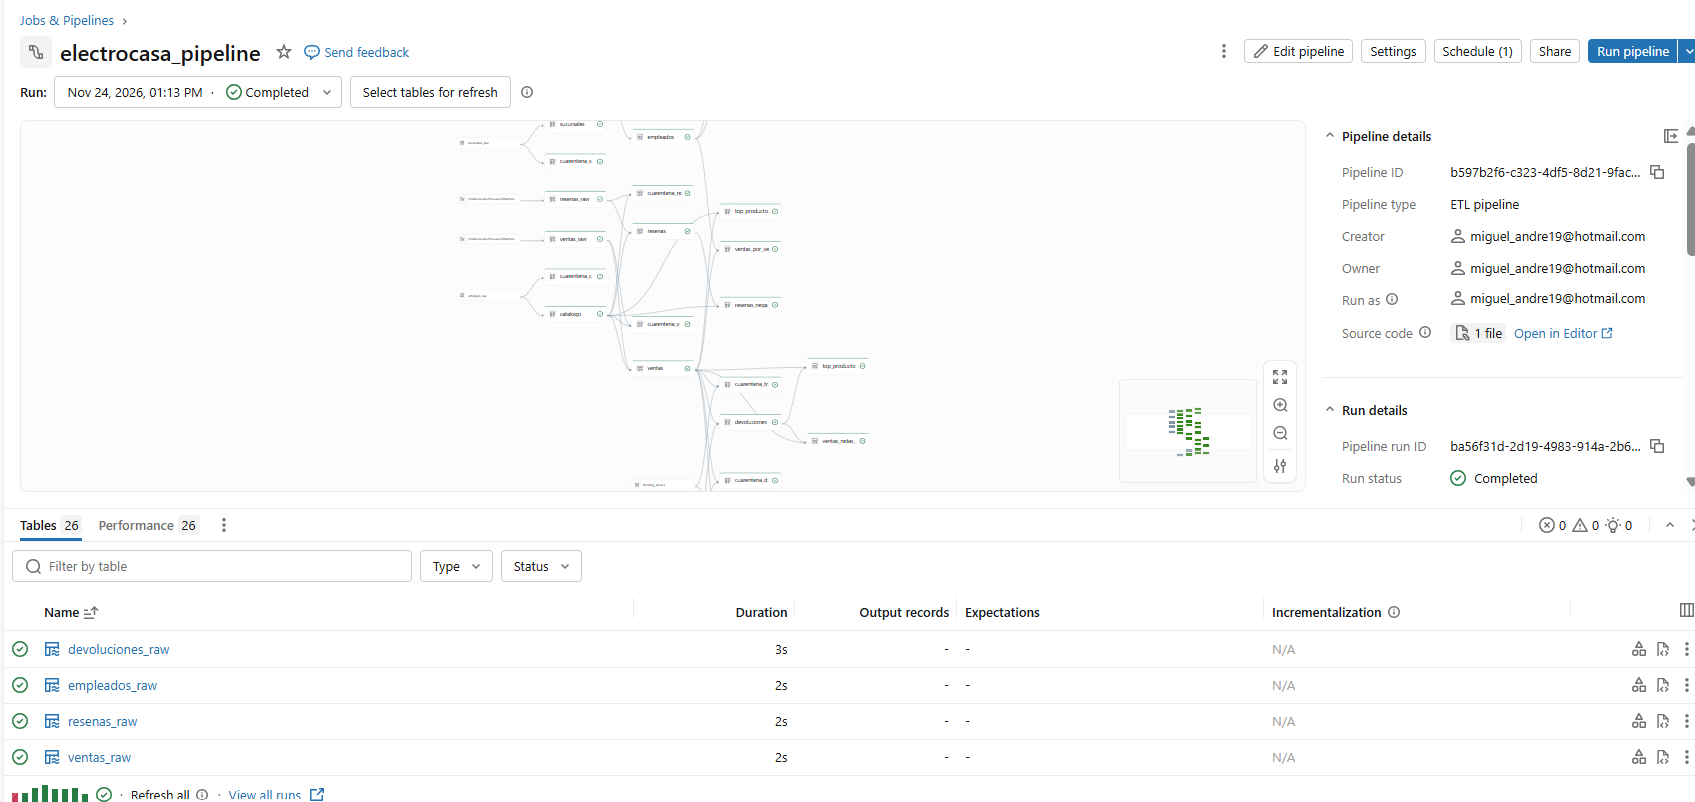 Jobs & Pipelines
electrocasa_pipeline
Send feedback
Edit pipeline
Settings
Schedule (1)
Share
Run pipeline
Run:
Nov 24, 2026, 01:13 PM · Completed
Select tables for refresh
sucursales
empleados
cuarentena_s
cuarentena_re
resenas_raw
top_producto
resenas
ventas_raw
ventas_por_ve
cuarentena_c
resenas_nega
catalogo
cuarentena_v
ventas
top_producto
cuarentena_tr
devoluciones
ventas_netas_
cuarentena_d
Pipeline details
Pipeline ID b597b2f6-c323-4df5-8d21-9fac...
Pipeline type ETL pipeline
Creator miguel_andre19@hotmail.com
Owner miguel_andre19@hotmail.com
Run as miguel_andre19@hotmail.com
Source code 1 file Open in Editor
Run details
Pipeline run ID ba56f31d-2d19-4983-914a-2b6...
Run status Completed
Tables 26 Performance 26
0 0 0
Filter by table
Type
Status
Name Duration Output records Expectations Incrementalization
devoluciones_raw 3s - - N/A
empleados_raw 2s - - N/A
resenas_raw 2s - - N/A
ventas_raw 2s - - N/A
· Refresh all · View all runs